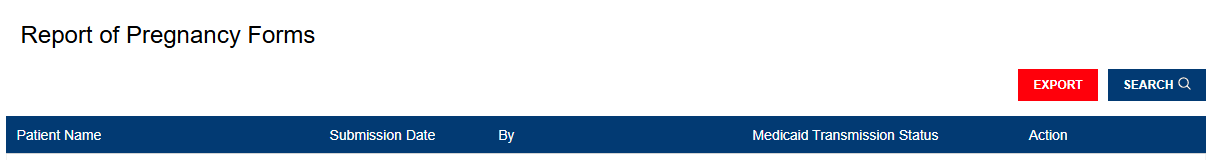 Report of Pregnancy Forms
EXPORT SEARCH
Patient Name Submission Date By Medicaid Transmission Status Action